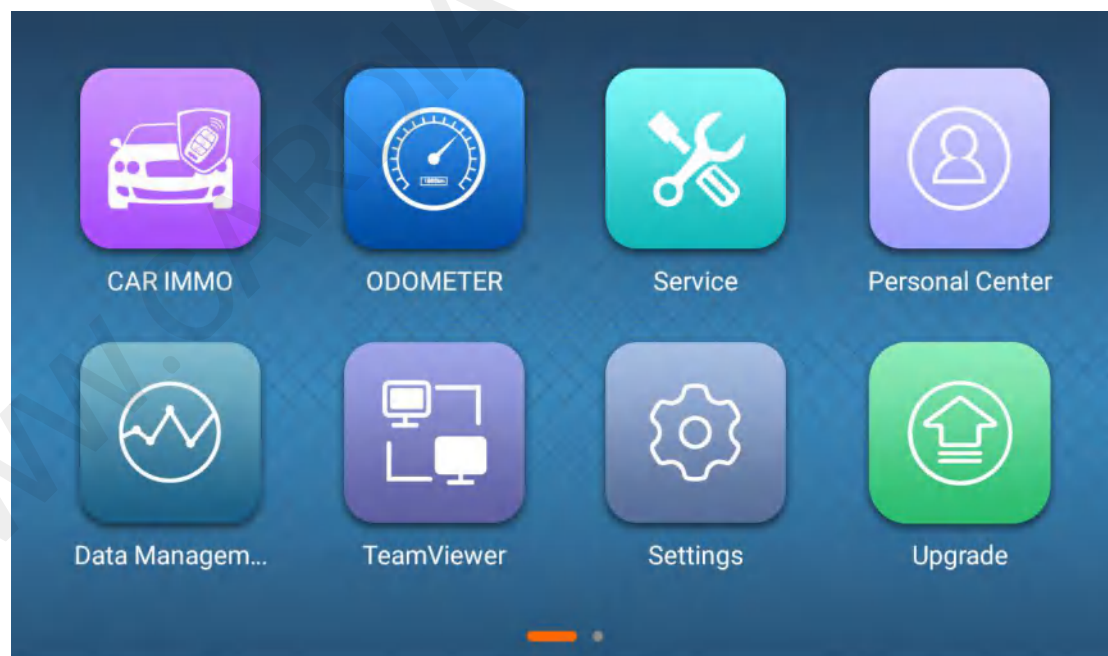 CAR IMMO
ODOMETER
Service
Personal Center
Data Managem...
TeamViewer
Settings
Upgrade